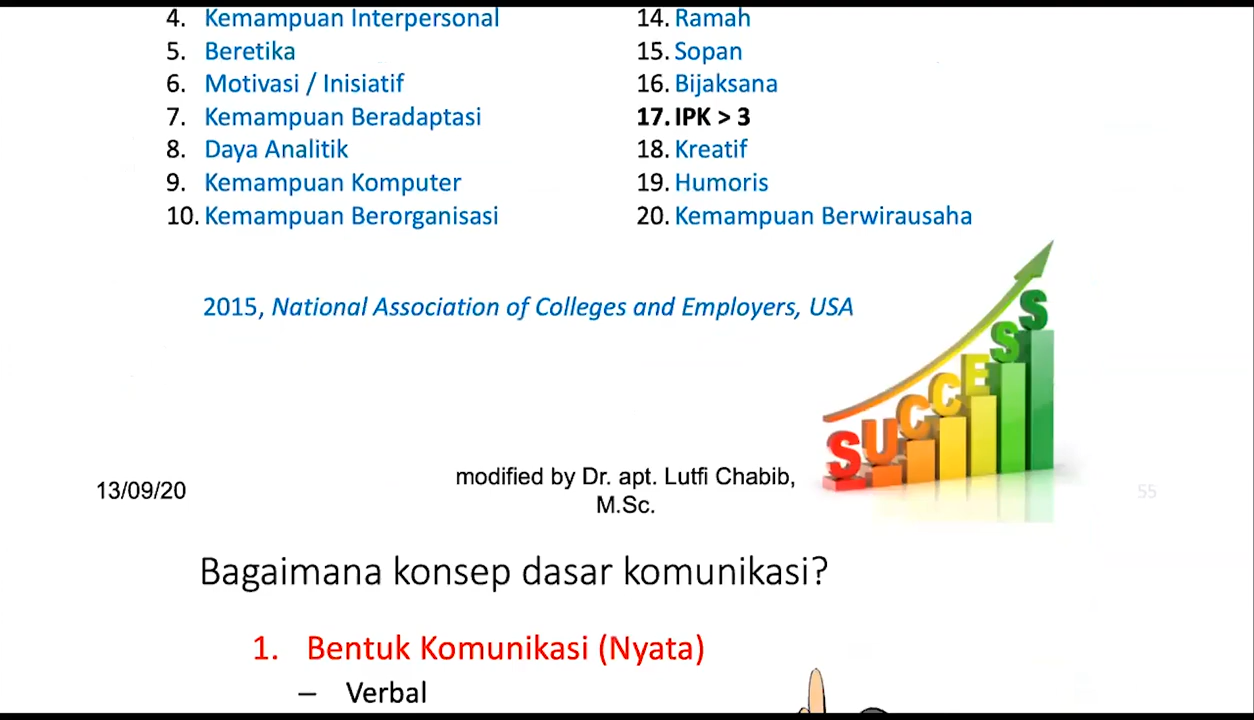 4. Kemampuan Interpersonal
5. Beretika
6. Motivasi / Inisiatif
7. Kemampuan Beradaptasi
8. Daya Analitik
9. Kemampuan Komputer
10. Kemampuan Berorganisasi
14. Ramah
15. Sopan
16. Bijaksana
17. IPK > 3
18. Kreatif
19. Humoris
20. Kemampuan Berwirausaha
2015, National Association of Colleges and Employers, USA
SUCCESS
13/09/20
modified by Dr. apt. Lutfi Chabib,
M.Sc.
55
Bagaimana konsep dasar komunikasi?
1. Bentuk Komunikasi (Nyata)
– Verbal